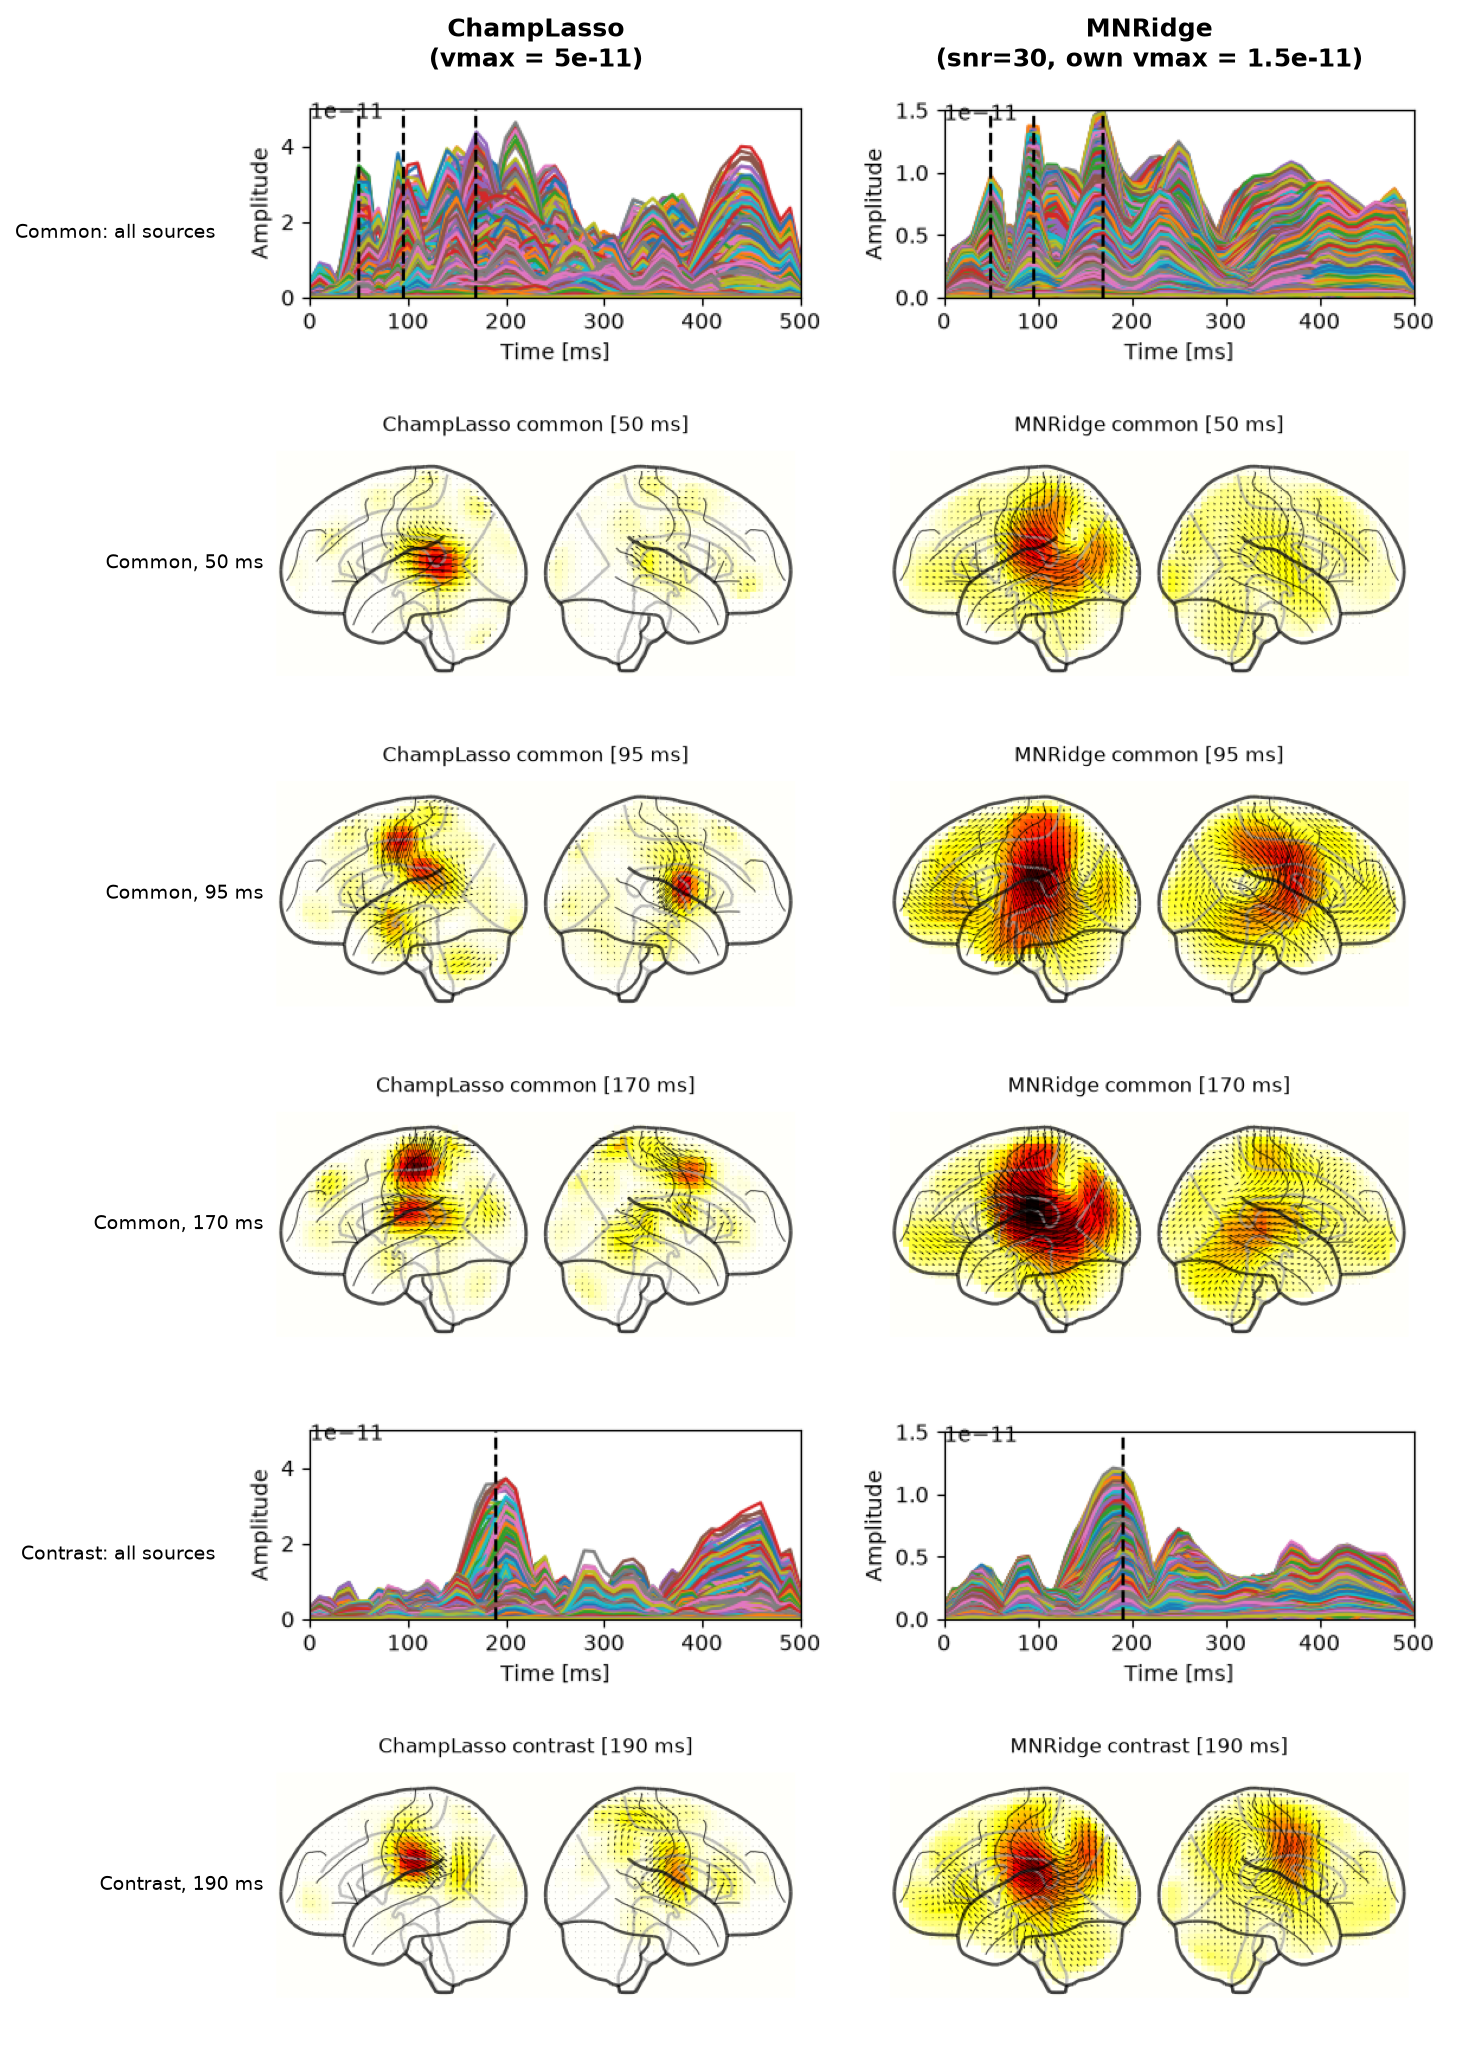 ChampLasso
(vmax = 5e-11)
MNRidge
(snr=30, own vmax = 1.5e-11)
Common: all sources
1e−11
Amplitude
4
2
0
0 100 200 300 400 500
Time [ms]
1e−11
Amplitude
1.5
1.0
0.5
0.0
0 100 200 300 400 500
Time [ms]
Common, 50 ms
ChampLasso common [50 ms]
MNRidge common [50 ms]
Common, 95 ms
ChampLasso common [95 ms]
MNRidge common [95 ms]
Common, 170 ms
ChampLasso common [170 ms]
MNRidge common [170 ms]
Contrast: all sources
1e−11
Amplitude
4
2
0
0 100 200 300 400 500
Time [ms]
1e−11
Amplitude
1.5
1.0
0.5
0.0
0 100 200 300 400 500
Time [ms]
Contrast, 190 ms
ChampLasso contrast [190 ms]
MNRidge contrast [190 ms]